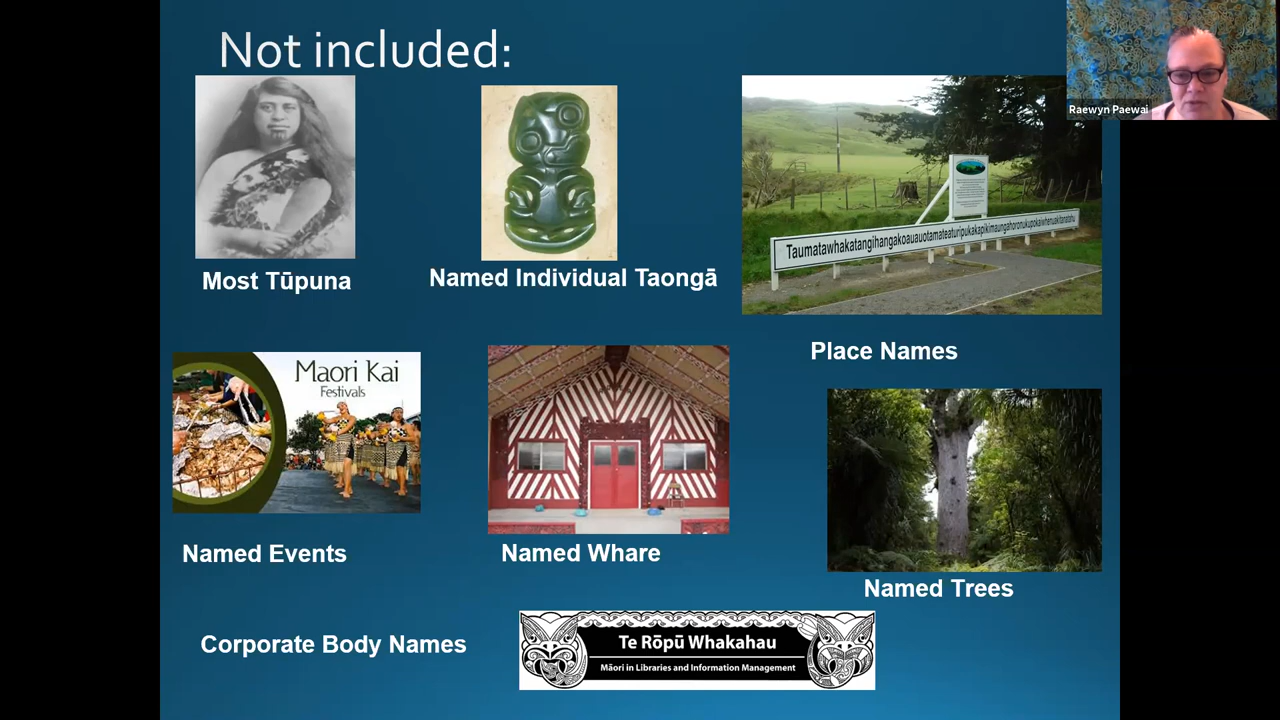 Not included:
Raewyn Paewai
Most Tūpuna
Named Individual Taongā
Place Names
Maori Kai
Festivals
Named Events
Named Whare
Named Trees
Corporate Body Names
Te Rōpū Whakahau
Māori in Libraries and Information Management